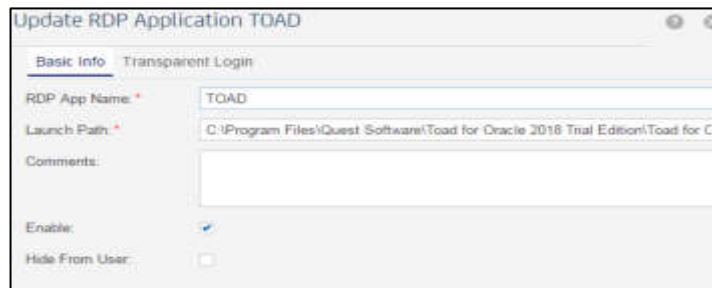 Update RDP Application TOAD
Basic Info Transparent Login
RDP App Name: * TOAD
Launch Path: * C:\Program Files\Quest Software\Toad for Oracle 2018 Trial Edition\Toad for O
Comments:
Enable:
Hide From User: